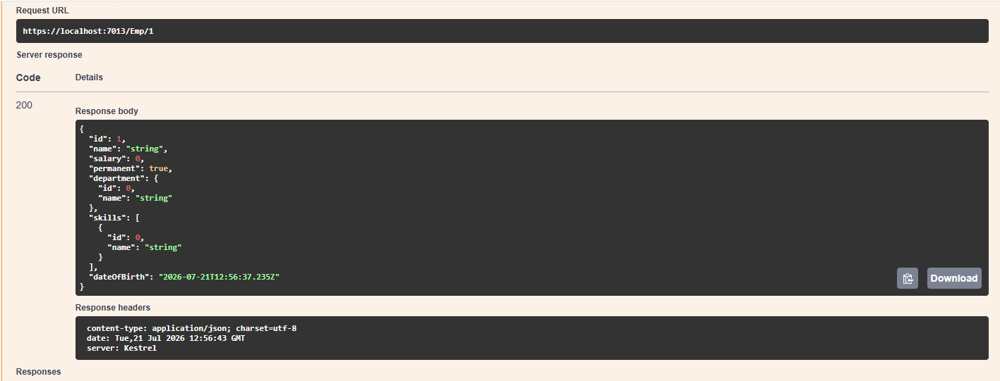 Request URL
https://localhost:7013/Emp/1
Server response
Code Details
200
Response body
{
  "id": 1,
  "name": "string",
  "salary": 0,
  "permanent": true,
  "department": {
    "id": 0,
    "name": "string"
  },
  "skills": [
    {
      "id": 0,
      "name": "string"
    }
  ],
  "dateOfBirth": "2026-07-21T12:56:37.235Z"
}
Download
Response headers
content-type: application/json; charset=utf-8
date: Tue,21 Jul 2026 12:56:43 GMT
server: Kestrel
Responses